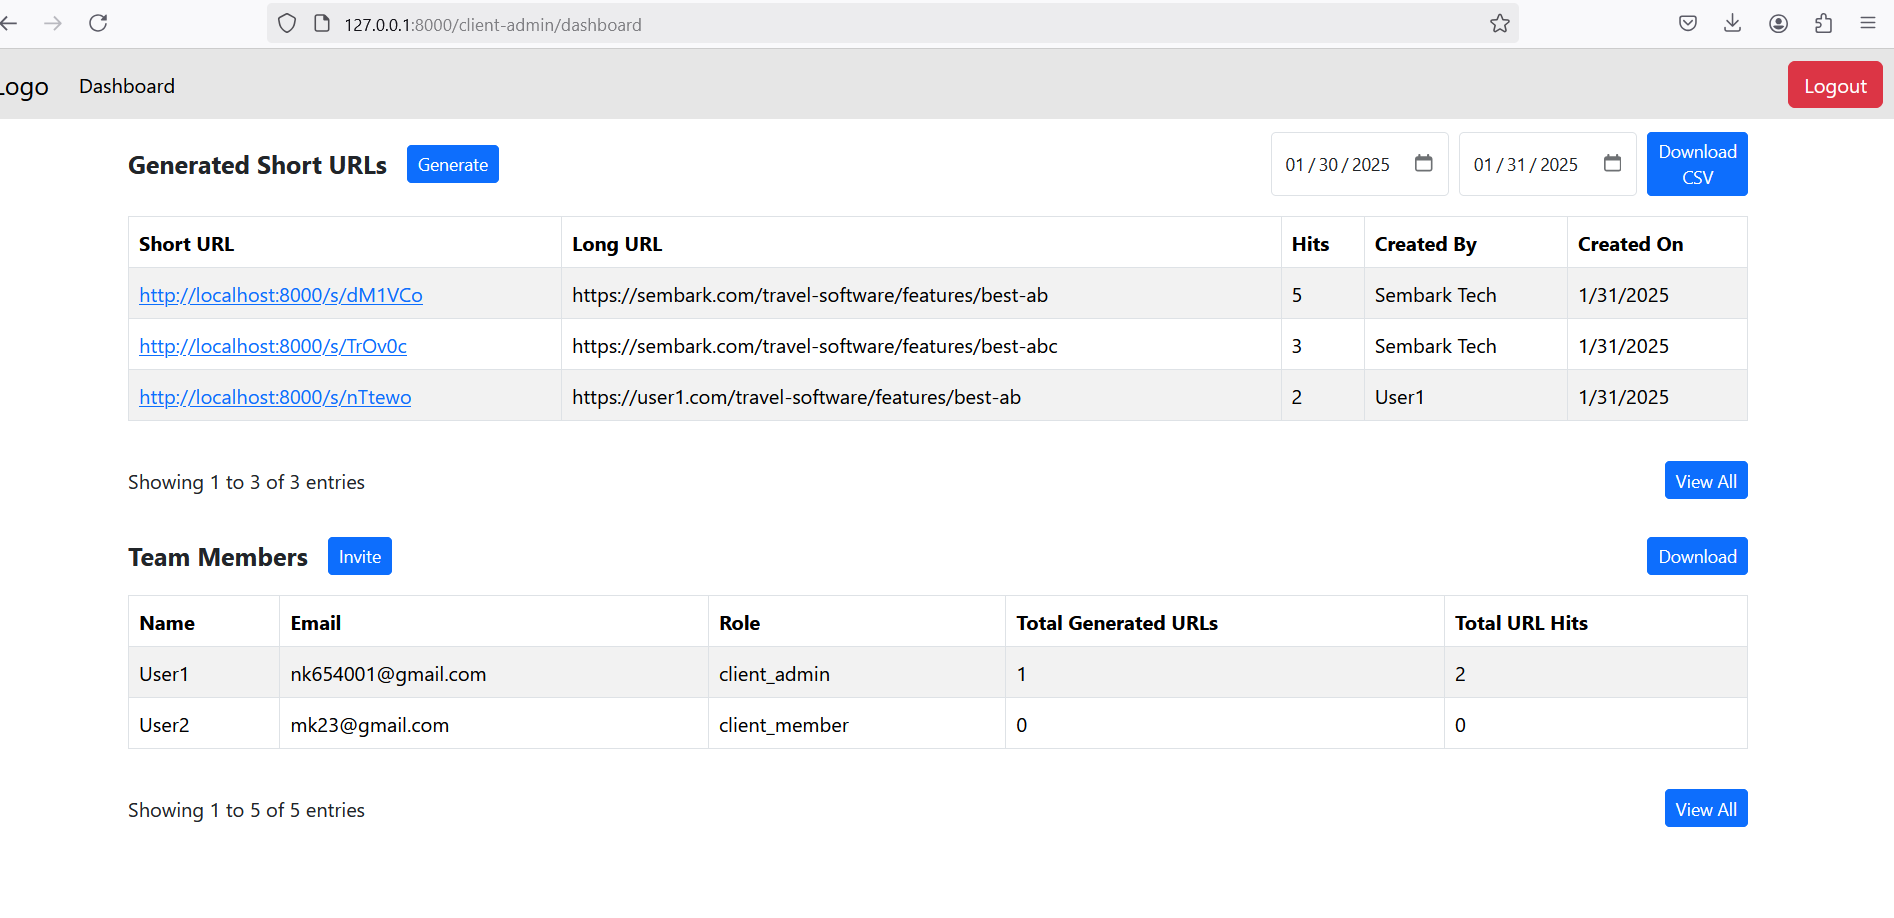 127.0.0.1:8000/client-admin/dashboard
Logo Dashboard Logout
Generated Short URLs Generate 01/30/2025 01/31/2025 Download CSV
Short URL Long URL Hits Created By Created On
http://localhost:8000/s/dM1VCo https://sembark.com/travel-software/features/best-ab 5 Sembark Tech 1/31/2025
http://localhost:8000/s/TrOv0c https://sembark.com/travel-software/features/best-abc 3 Sembark Tech 1/31/2025
http://localhost:8000/s/nTtewo https://user1.com/travel-software/features/best-ab 2 User1 1/31/2025
Showing 1 to 3 of 3 entries View All
Team Members Invite Download
Name Email Role Total Generated URLs Total URL Hits
User1 nk654001@gmail.com client_admin 1 2
User2 mk23@gmail.com client_member 0 0
Showing 1 to 5 of 5 entries View All